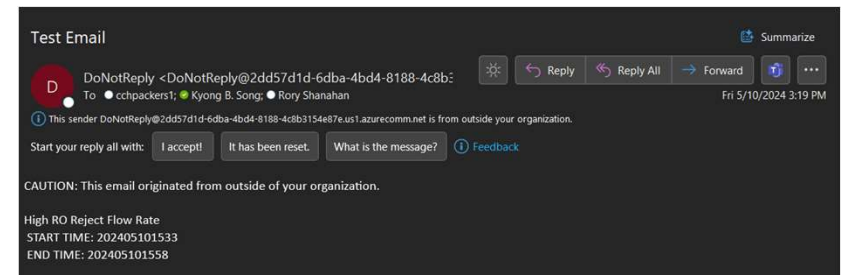 Test Email
Summarize
D
DoNotReply <DoNotReply@2dd57d1d-6dba-4bd4-8188-4c8b3
Reply
Reply All
Forward
To cchpackers1; Kyong B. Song; Rory Shanahan
Fri 5/10/2024 3:19 PM
This sender DoNotReply@2dd57d1d-6dba-4bd4-8188-4c8b3154e87e.us1.azurecomm.net is from outside your organization.
Start your reply all with: I accept! It has been reset. What is the message? Feedback
CAUTION: This email originated from outside of your organization.
High RO Reject Flow Rate
START TIME: 202405101533
END TIME: 202405101558